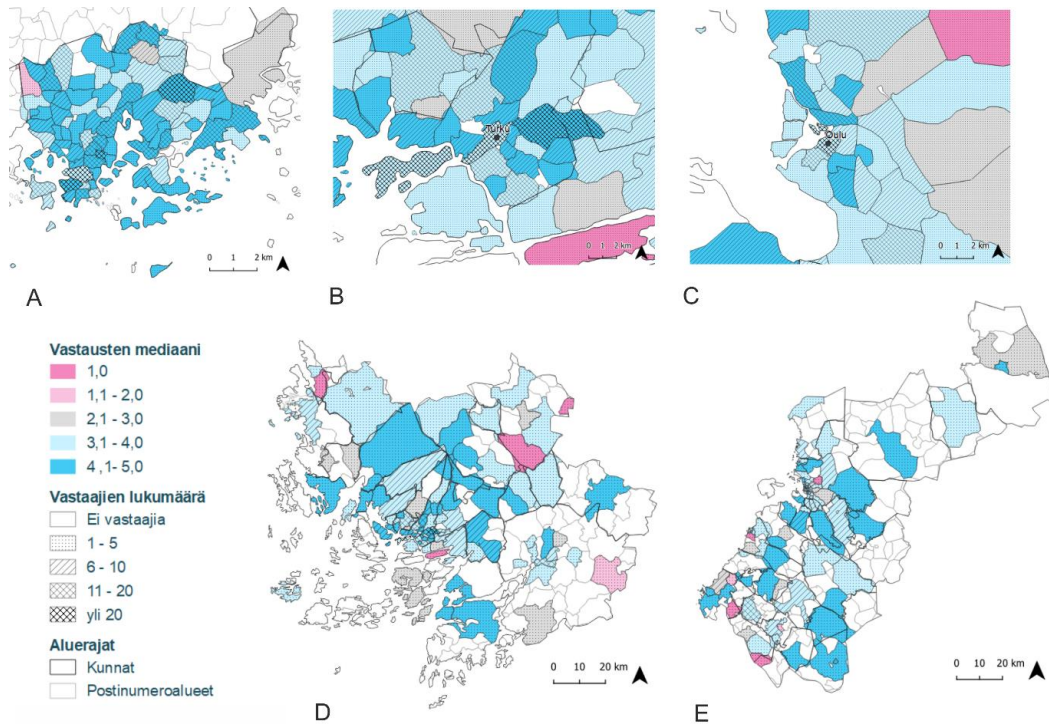 0 1 2 km
A
Turku
0 1 2 km
B
Oulu
0 1 2 km
C
Vastausten mediaani
1,0
1,1 - 2,0
2,1 - 3,0
3,1 - 4,0
4,1- 5,0
Vastaajien lukumäärä
Ei vastaajia
1 - 5
6 - 10
11 - 20
yli 20
Aluerajat
Kunnat
Postinumeroalueet
0 10 20 km
D
0 10 20 km
E